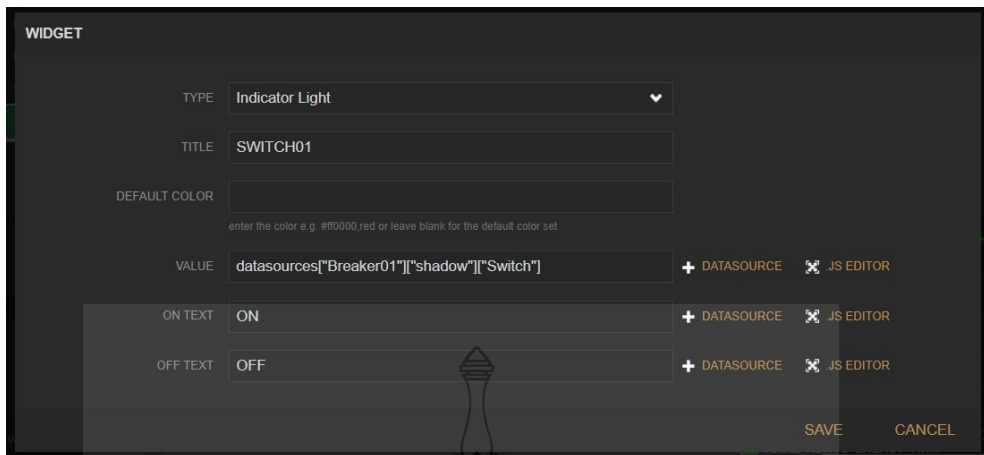 WIDGET
TYPE Indicator Light
TITLE SWITCH01
DEFAULT COLOR
enter the color e.g. #ff0000,red or leave blank for the default color set
VALUE datasources["Breaker01"]["shadow"]["Switch"] + DATASOURCE .JS EDITOR
ON TEXT ON + DATASOURCE .JS EDITOR
OFF TEXT OFF + DATASOURCE .JS EDITOR
SAVE CANCEL